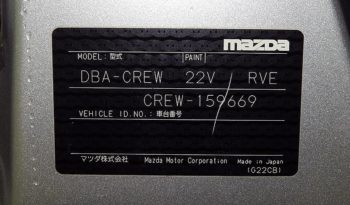 mazda
MODEL: 型式 PAINT
DBA-CREW 22V / RVE
CREW-159669
VEHICLE ID.NO.: 車台番号
マツダ株式会社 Mazda Motor Corporation Made in Japan
(G22CB)